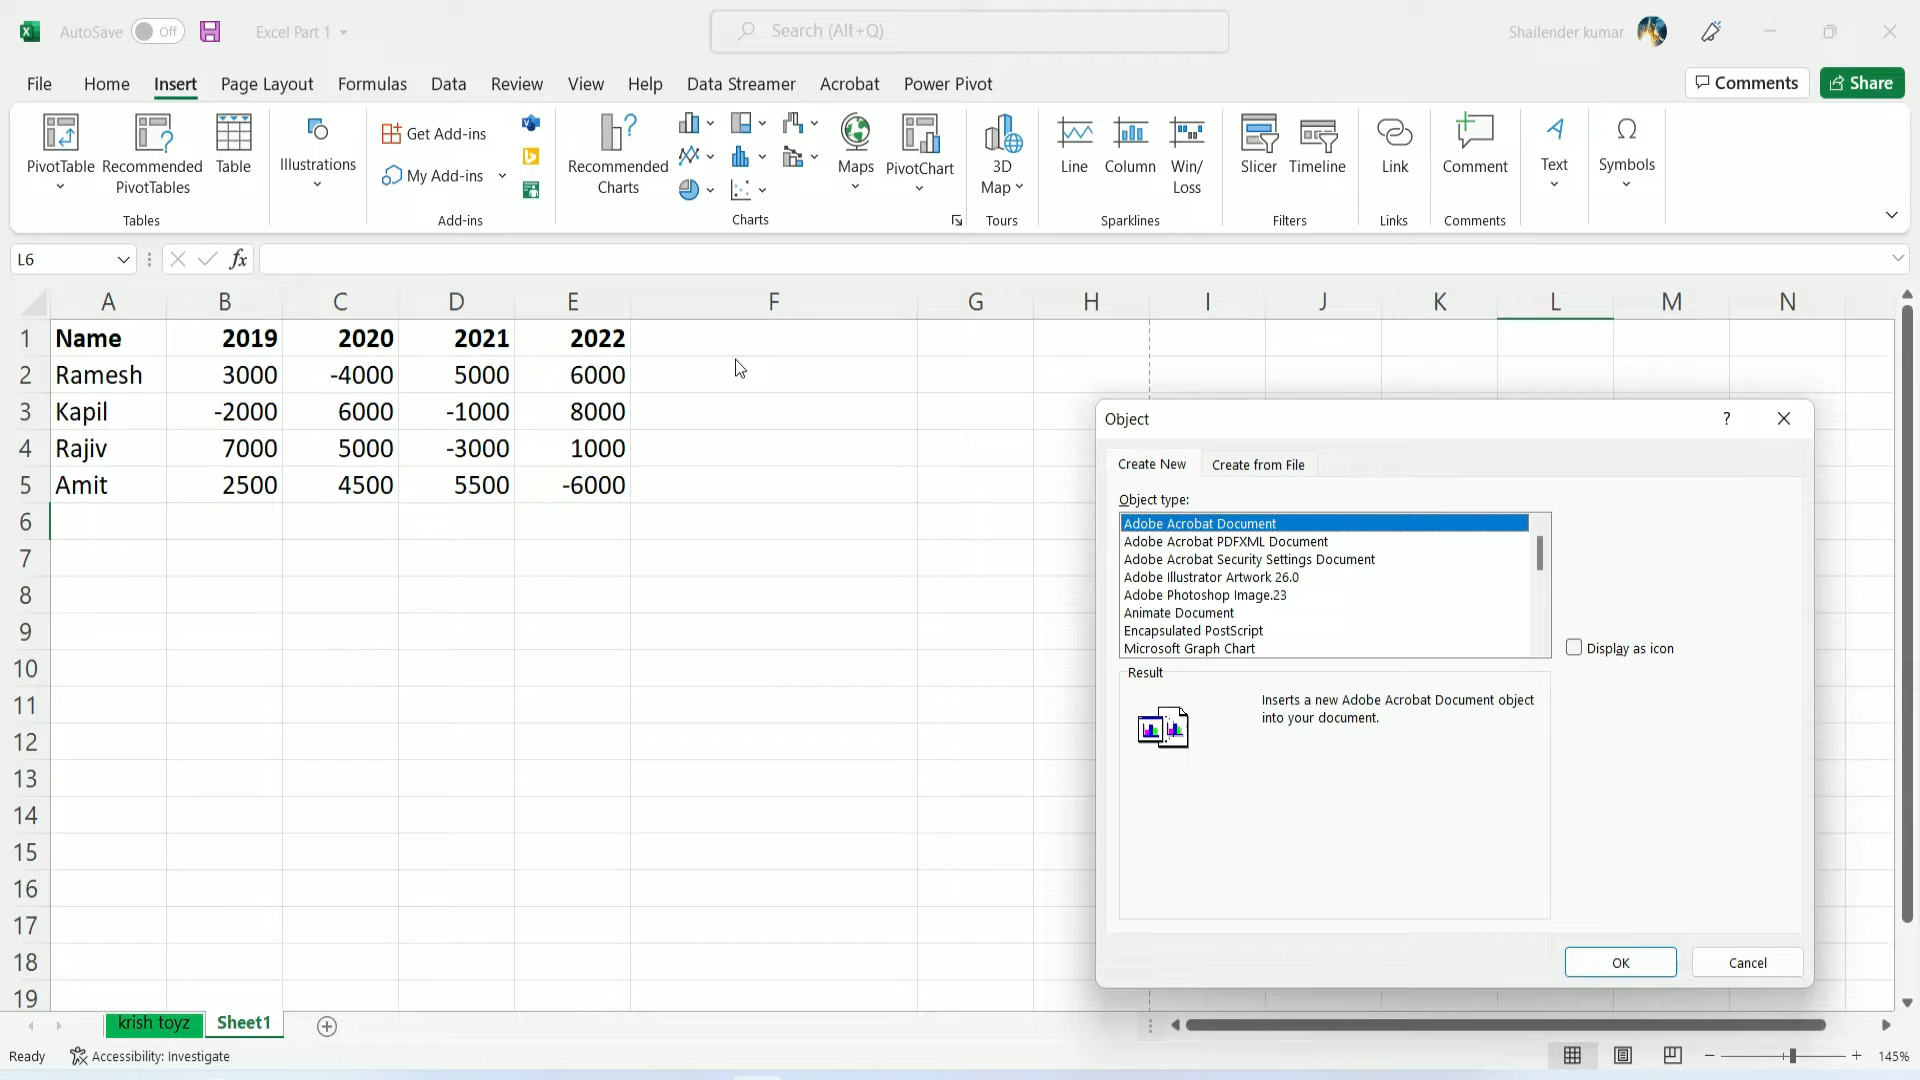 AutoSave Off Excel Part 1 Search (Alt+Q) Shailender kumar
File Home Insert Page Layout Formulas Data Review View Help Data Streamer Acrobat Power Pivot Comments Share
PivotTable
Recommended
PivotTables
Table
Tables
Illustrations
Get Add-ins
My Add-ins
Add-ins
Recommended
Charts
Maps
PivotChart
Charts
3D
Map
Tours
Line
Column
Win/
Loss
Sparklines
Slicer
Timeline
Filters
Link
Links
Comment
Comments
Text
Symbols
L6 fx
A B C D E F G H I J K L M N
1 Name 2019 2020 2021 2022
2 Ramesh 3000 -4000 5000 6000
3 Kapil -2000 6000 -1000 8000
4 Rajiv 7000 5000 -3000 1000
5 Amit 2500 4500 5500 -6000
6
7
8
9
10
11
12
13
14
15
16
17
18
19
Object ?
Create New Create from File
Object type:
Adobe Acrobat Document
Adobe Acrobat PDFXML Document
Adobe Acrobat Security Settings Document
Adobe Illustrator Artwork 26.0
Adobe Photoshop Image.23
Animate Document
Encapsulated PostScript
Microsoft Graph Chart
Display as icon
Result
Inserts a new Adobe Acrobat Document object
into your document.
OK Cancel
krish toyz Sheet1
Ready Accessibility: Investigate 145%